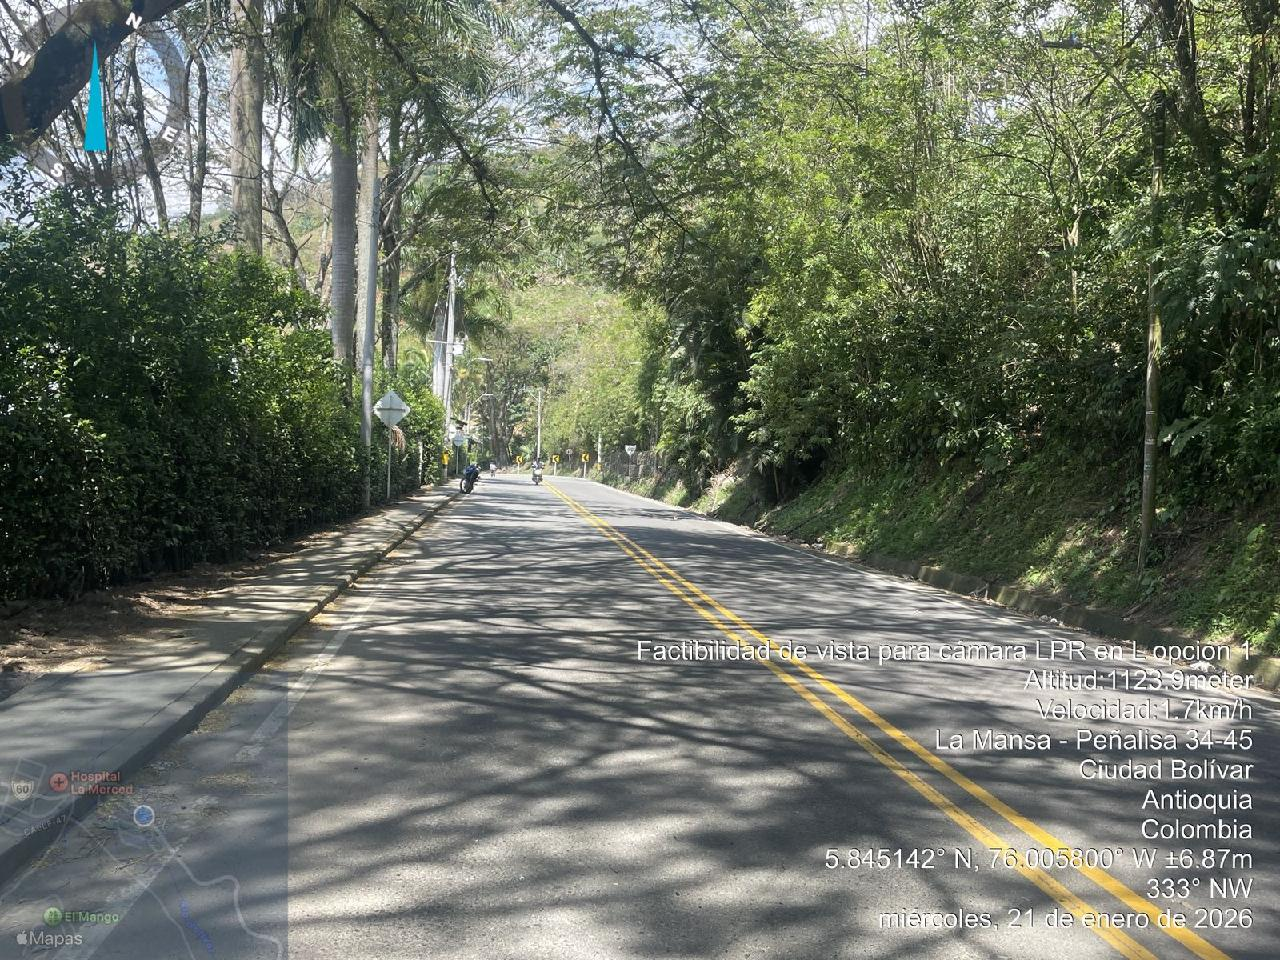 N
W
E
S
Factibilidad de vista para cámara LPR en L opcion 1
Altitud:1123.9meter
Velocidad:1.7km/h
La Mansa - Peñalisa 34-45
Ciudad Bolívar
Antioquia
Colombia
5.845142° N, 76.005800° W ±6.87m
333° NW
miércoles, 21 de enero de 2026
Hospital
La Merced
60
CALLE 47
El Mango
Mapas